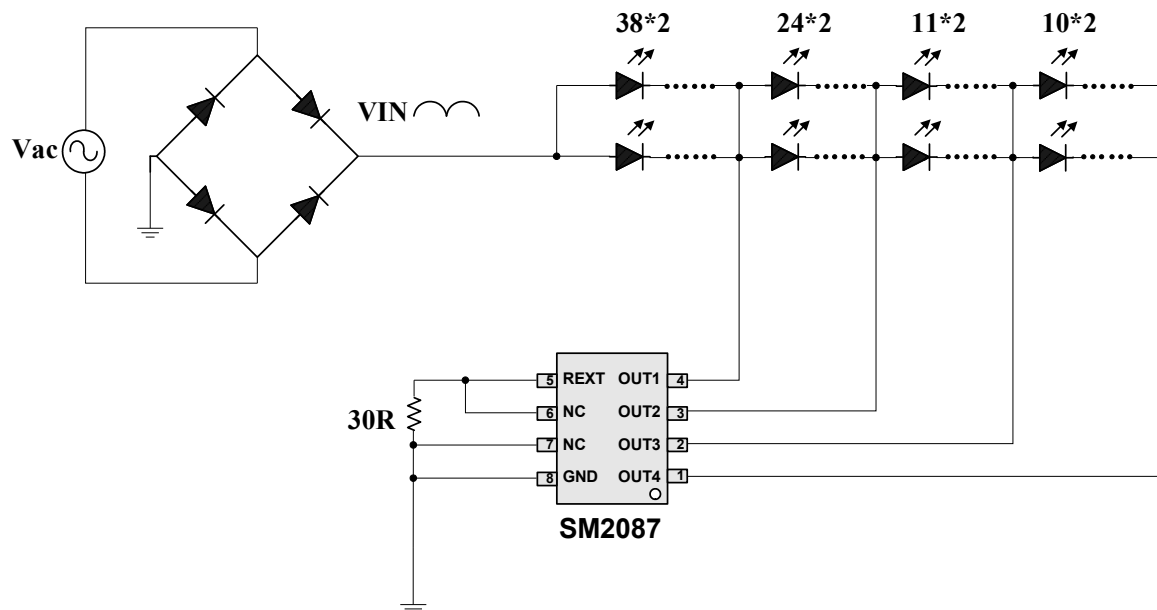 38*2
24*2
11*2
10*2
VIN
Vac
5 REXT OUT1 4
6 NC OUT2 3
7 NC OUT3 2
8 GND OUT4 1
30R
SM2087